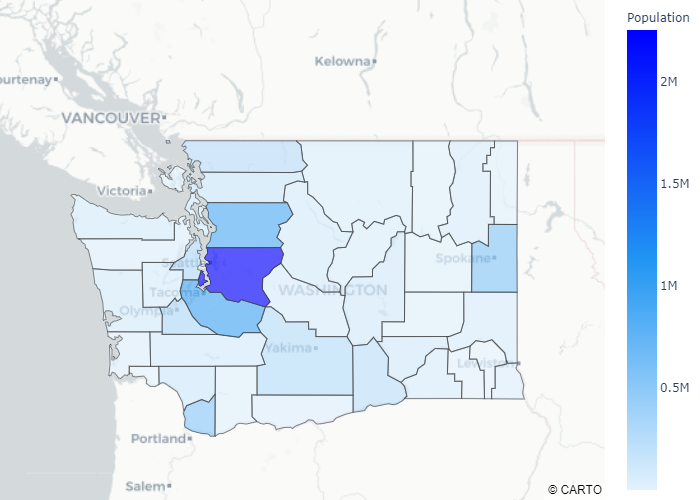 Population
Kelowna
ourtenay
2M
VANCOUVER
1.5M
Victoria
Spokane
Seattle
1M
WASHINGTON
Tacoma
Olympia
Yakima
Lewiston
0.5M
Portland
Salem
© CARTO